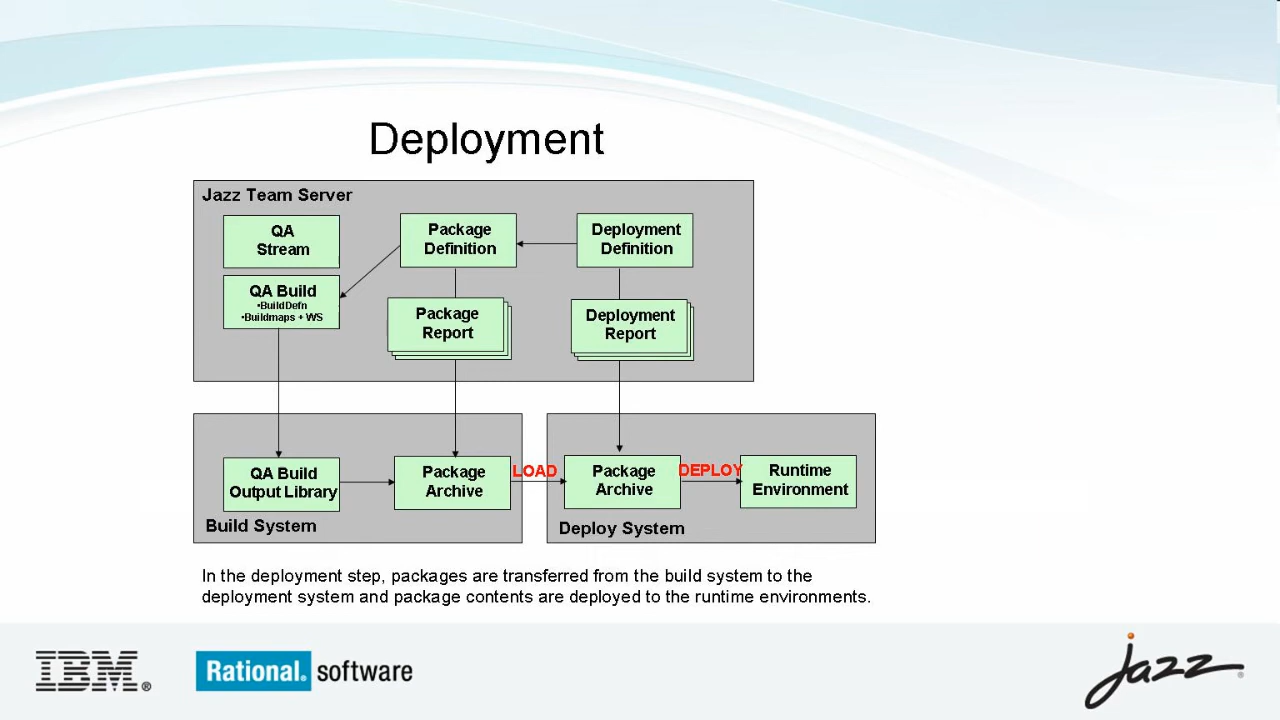 Deployment
Jazz Team Server
QA
Stream
Package
Definition
Deployment
Definition
QA Build
•BuildDefn
•Buildmaps + WS
Package
Report
Deployment
Report
QA Build
Output Library
Package
Archive
LOAD
Package
Archive
DEPLOY
Runtime
Environment
Build System
Deploy System
In the deployment step, packages are transferred from the build system to the
deployment system and package contents are deployed to the runtime environments.
IBM®
Rational® software
jazz®